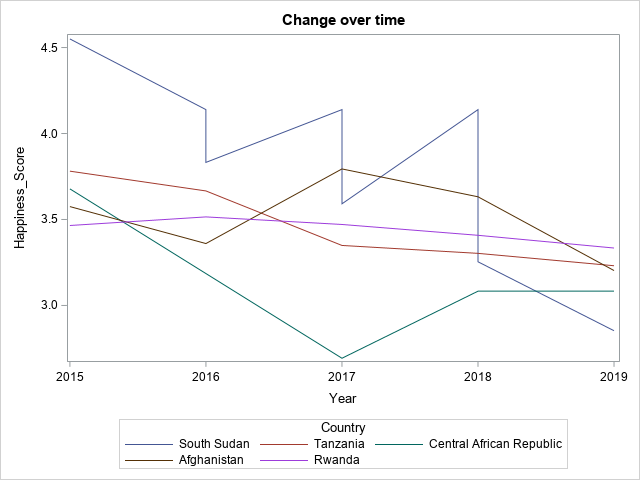 Change over time
4.5
4.0
3.5
3.0
Happiness_Score
2015 2016 2017 2018 2019
Year
Country
South Sudan Tanzania Central African Republic
Afghanistan Rwanda